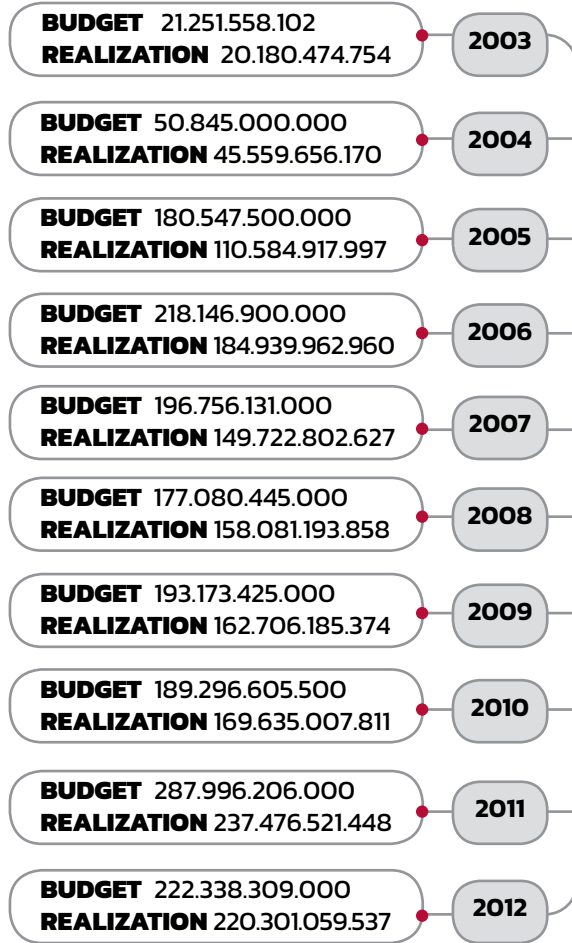 BUDGET 21.251.558.102
REALIZATION 20.180.474.754
2003
BUDGET 50.845.000.000
REALIZATION 45.559.656.170
2004
BUDGET 180.547.500.000
REALIZATION 110.584.917.997
2005
BUDGET 218.146.900.000
REALIZATION 184.939.962.960
2006
BUDGET 196.756.131.000
REALIZATION 149.722.802.627
2007
BUDGET 177.080.445.000
REALIZATION 158.081.193.858
2008
BUDGET 193.173.425.000
REALIZATION 162.706.185.374
2009
BUDGET 189.296.605.500
REALIZATION 169.635.007.811
2010
BUDGET 287.996.206.000
REALIZATION 237.476.521.448
2011
BUDGET 222.338.309.000
REALIZATION 220.301.059.537
2012